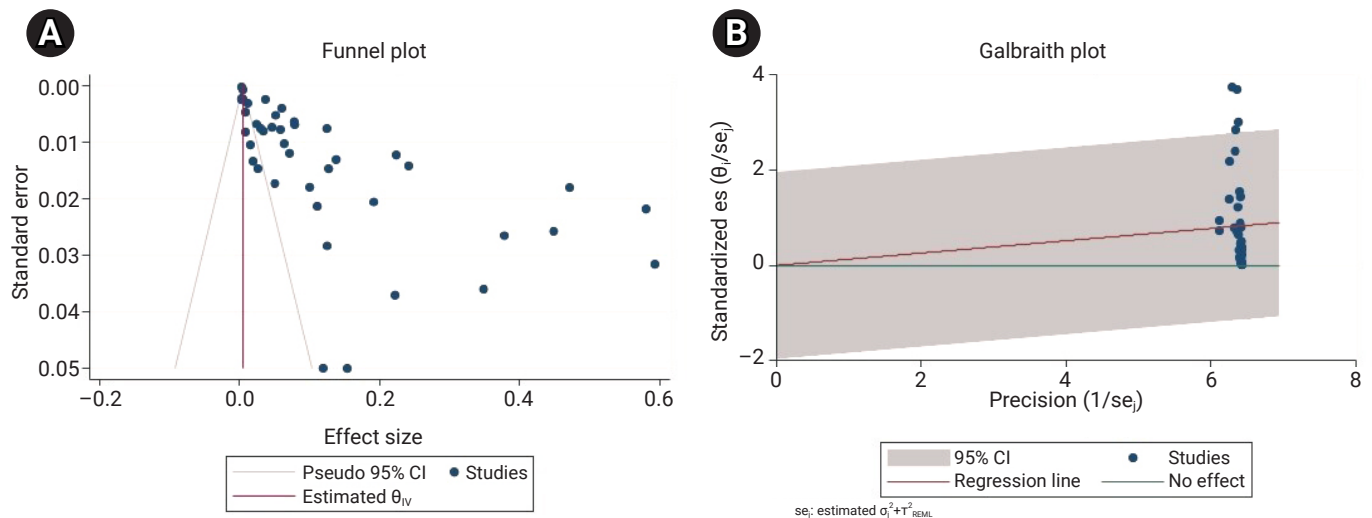 A
Funnel plot
0.00
0.01
0.02
0.03
0.04
0.05
Standard error
−0.2
0.0
0.2
0.4
0.6
Effect size
Pseudo 95% CI
Studies
Estimated θIV
B
Galbraith plot
4
2
0
−2
Standardized es (θi/sej)
0
2
4
6
8
Precision (1/sej)
95% CI
Studies
Regression line
No effect
sei: estimated σi²+τ²REML